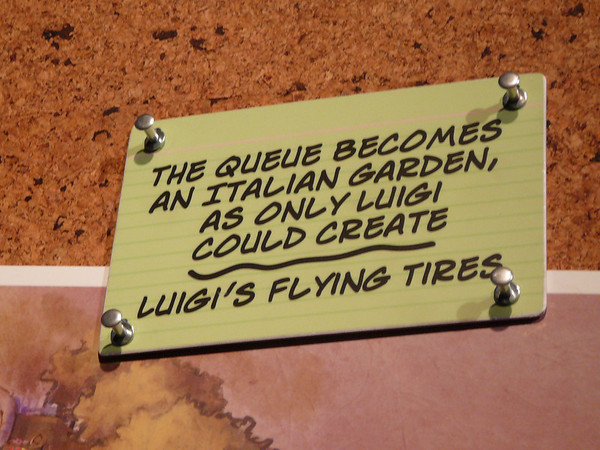 THE QUEUE BECOMES
AN ITALIAN GARDEN,
AS ONLY LUIGI
COULD CREATE
LUIGI'S FLYING TIRES